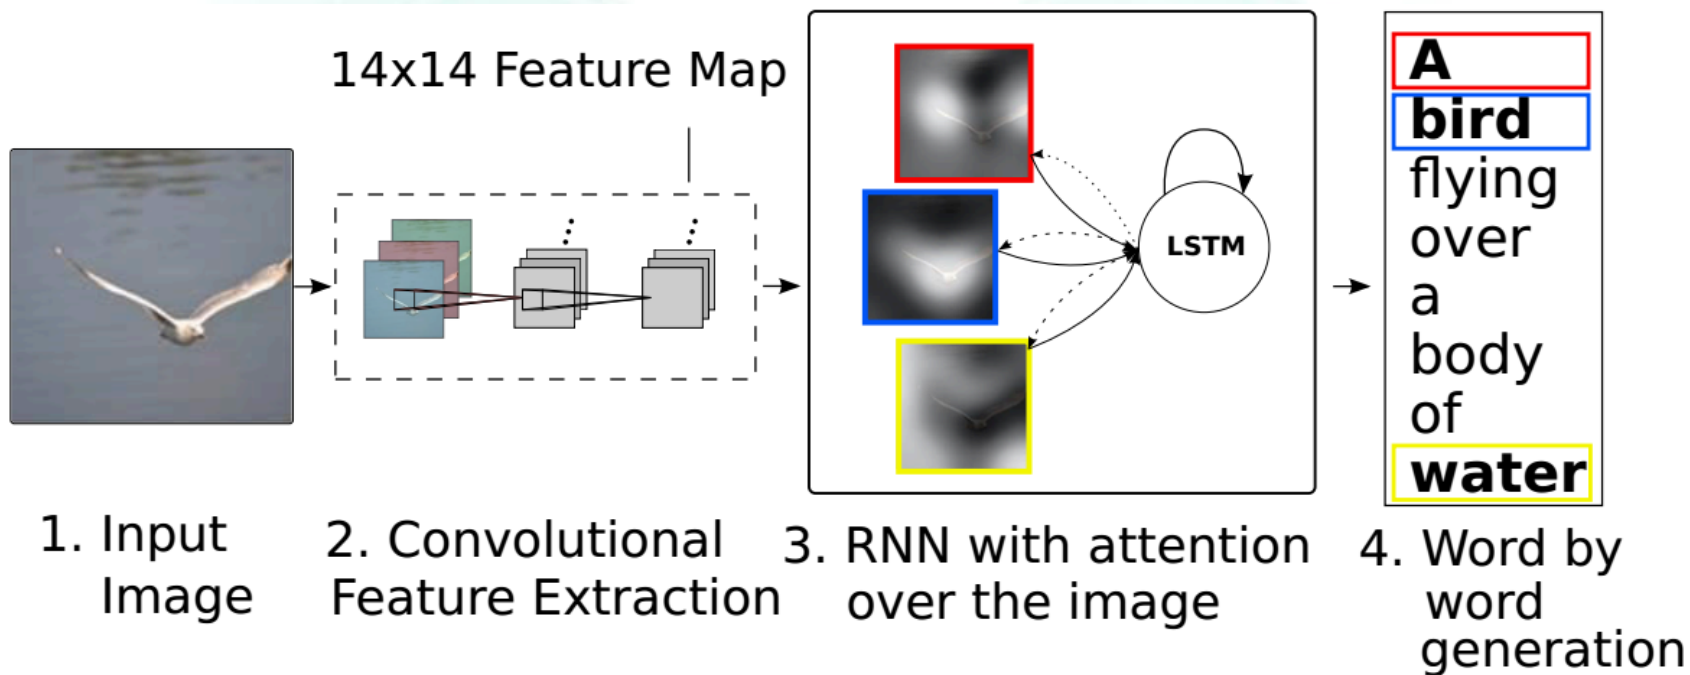 14x14 Feature Map
LSTM
A
bird
flying
over
a
body
of
water
1. Input
Image
2. Convolutional
Feature Extraction
3. RNN with attention
over the image
4. Word by
word
generation